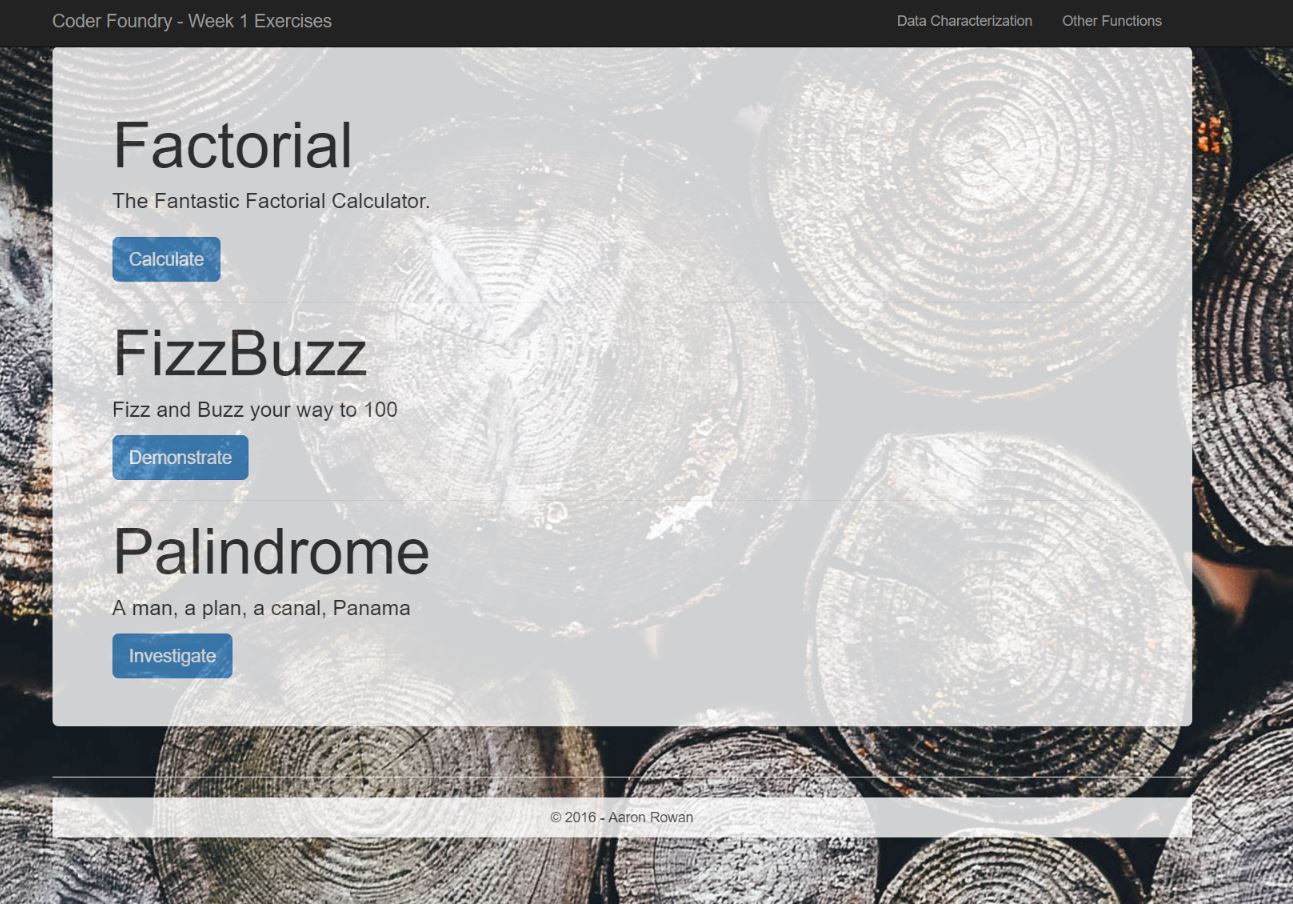 Coder Foundry - Week 1 Exercises
Data Characterization
Other Functions
Factorial
The Fantastic Factorial Calculator.
Calculate
FizzBuzz
Fizz and Buzz your way to 100
Demonstrate
Palindrome
A man, a plan, a canal, Panama
Investigate
© 2016 - Aaron Rowan